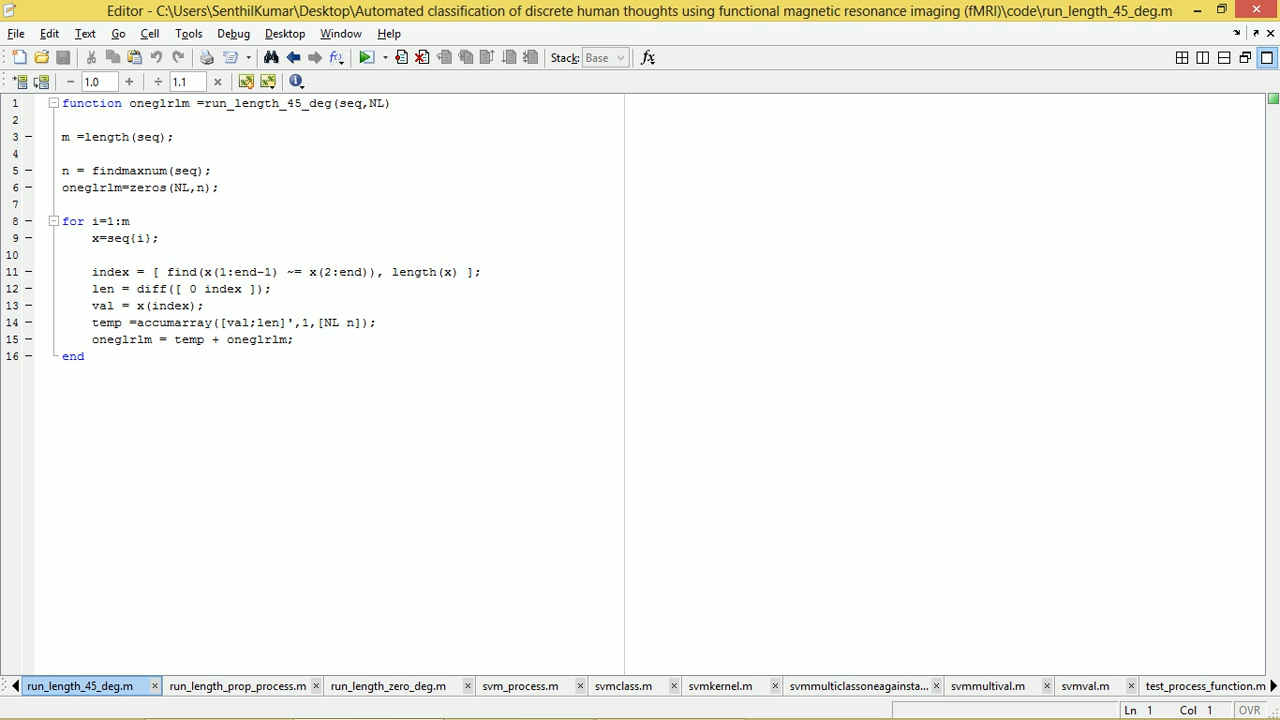 Editor - C:\Users\SenthilKumar\Desktop\Automated classification of discrete human thoughts using functional magnetic resonance imaging (fMRI)\code\run_length_45_deg.m
File Edit Text Go Cell Tools Debug Desktop Window Help
Stack: Base fx
− 1.0 + ÷ 1.1 ×
1 function oneglrlm =run_length_45_deg(seq,NL)
2
3 – m =length(seq);
4
5 – n = findmaxnum(seq);
6 – oneglrlm=zeros(NL,n);
7
8 – for i=1:m
9 – x=seq{i};
10
11 – index = [ find(x(1:end-1) ~= x(2:end)), length(x) ];
12 – len = diff([ 0 index ]);
13 – val = x(index);
14 – temp =accumarray([val;len]',1,[NL n]);
15 – oneglrlm = temp + oneglrlm;
16 – end
run_length_45_deg.m × run_length_prop_process.m × run_length_zero_deg.m × svm_process.m × svmclass.m × svmkernel.m × svmmulticlassoneagainsta... × svmmultival.m × svmval.m × test_process_function.m
Ln 1 Col 1 OVR